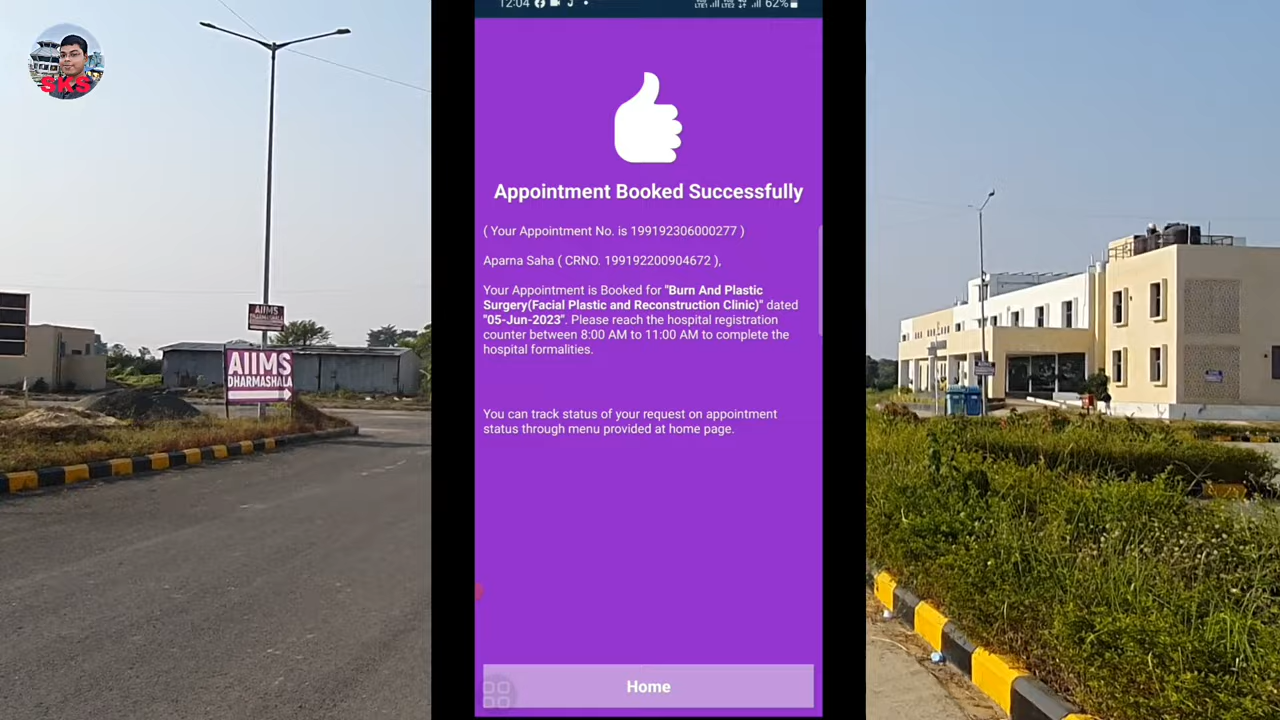 SKS
12:04
62%
Appointment Booked Successfully
( Your Appointment No. is 199192306000277 )
Aparna Saha ( CRNO. 199192200904672 ),
Your Appointment is Booked for "Burn And Plastic
Surgery(Facial Plastic and Reconstruction Clinic)" dated
"05-Jun-2023". Please reach the hospital registration
counter between 8:00 AM to 11:00 AM to complete the
hospital formalities.
You can track status of your request on appointment
status through menu provided at home page.
Home
AIIMS
DHARMASHALA
AIIMS
DHARMASHALA